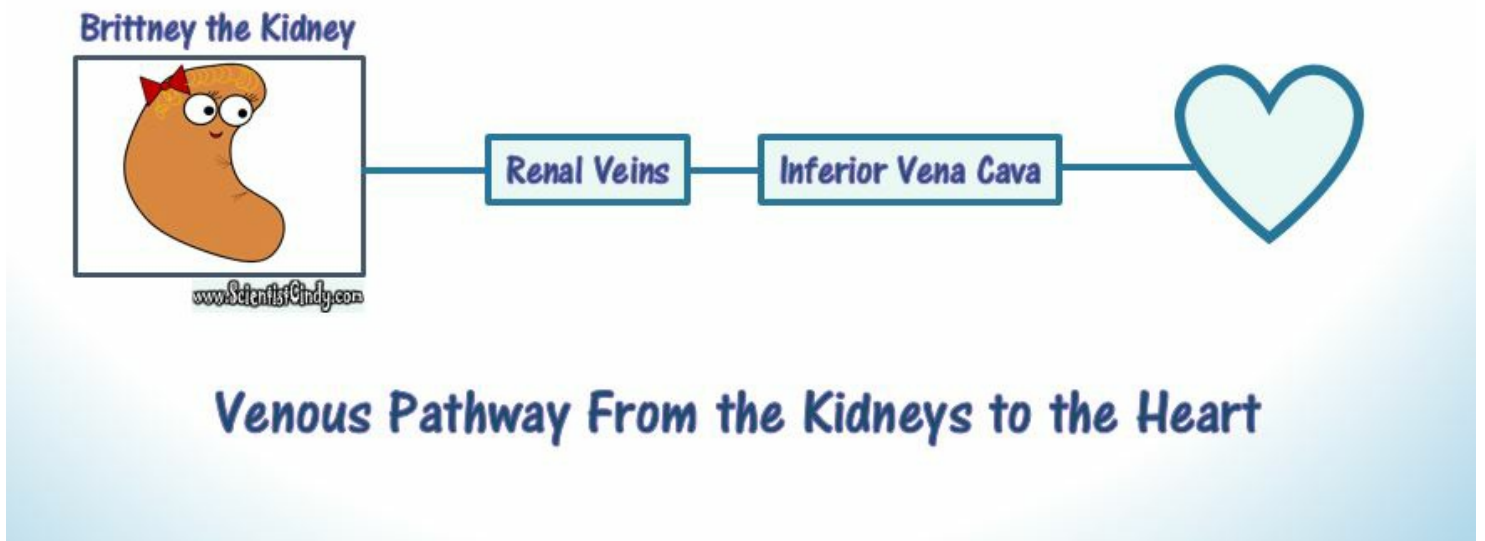 Brittney the Kidney
Renal Veins
Inferior Vena Cava
www.ScientistCindy.com
Venous Pathway From the Kidneys to the Heart